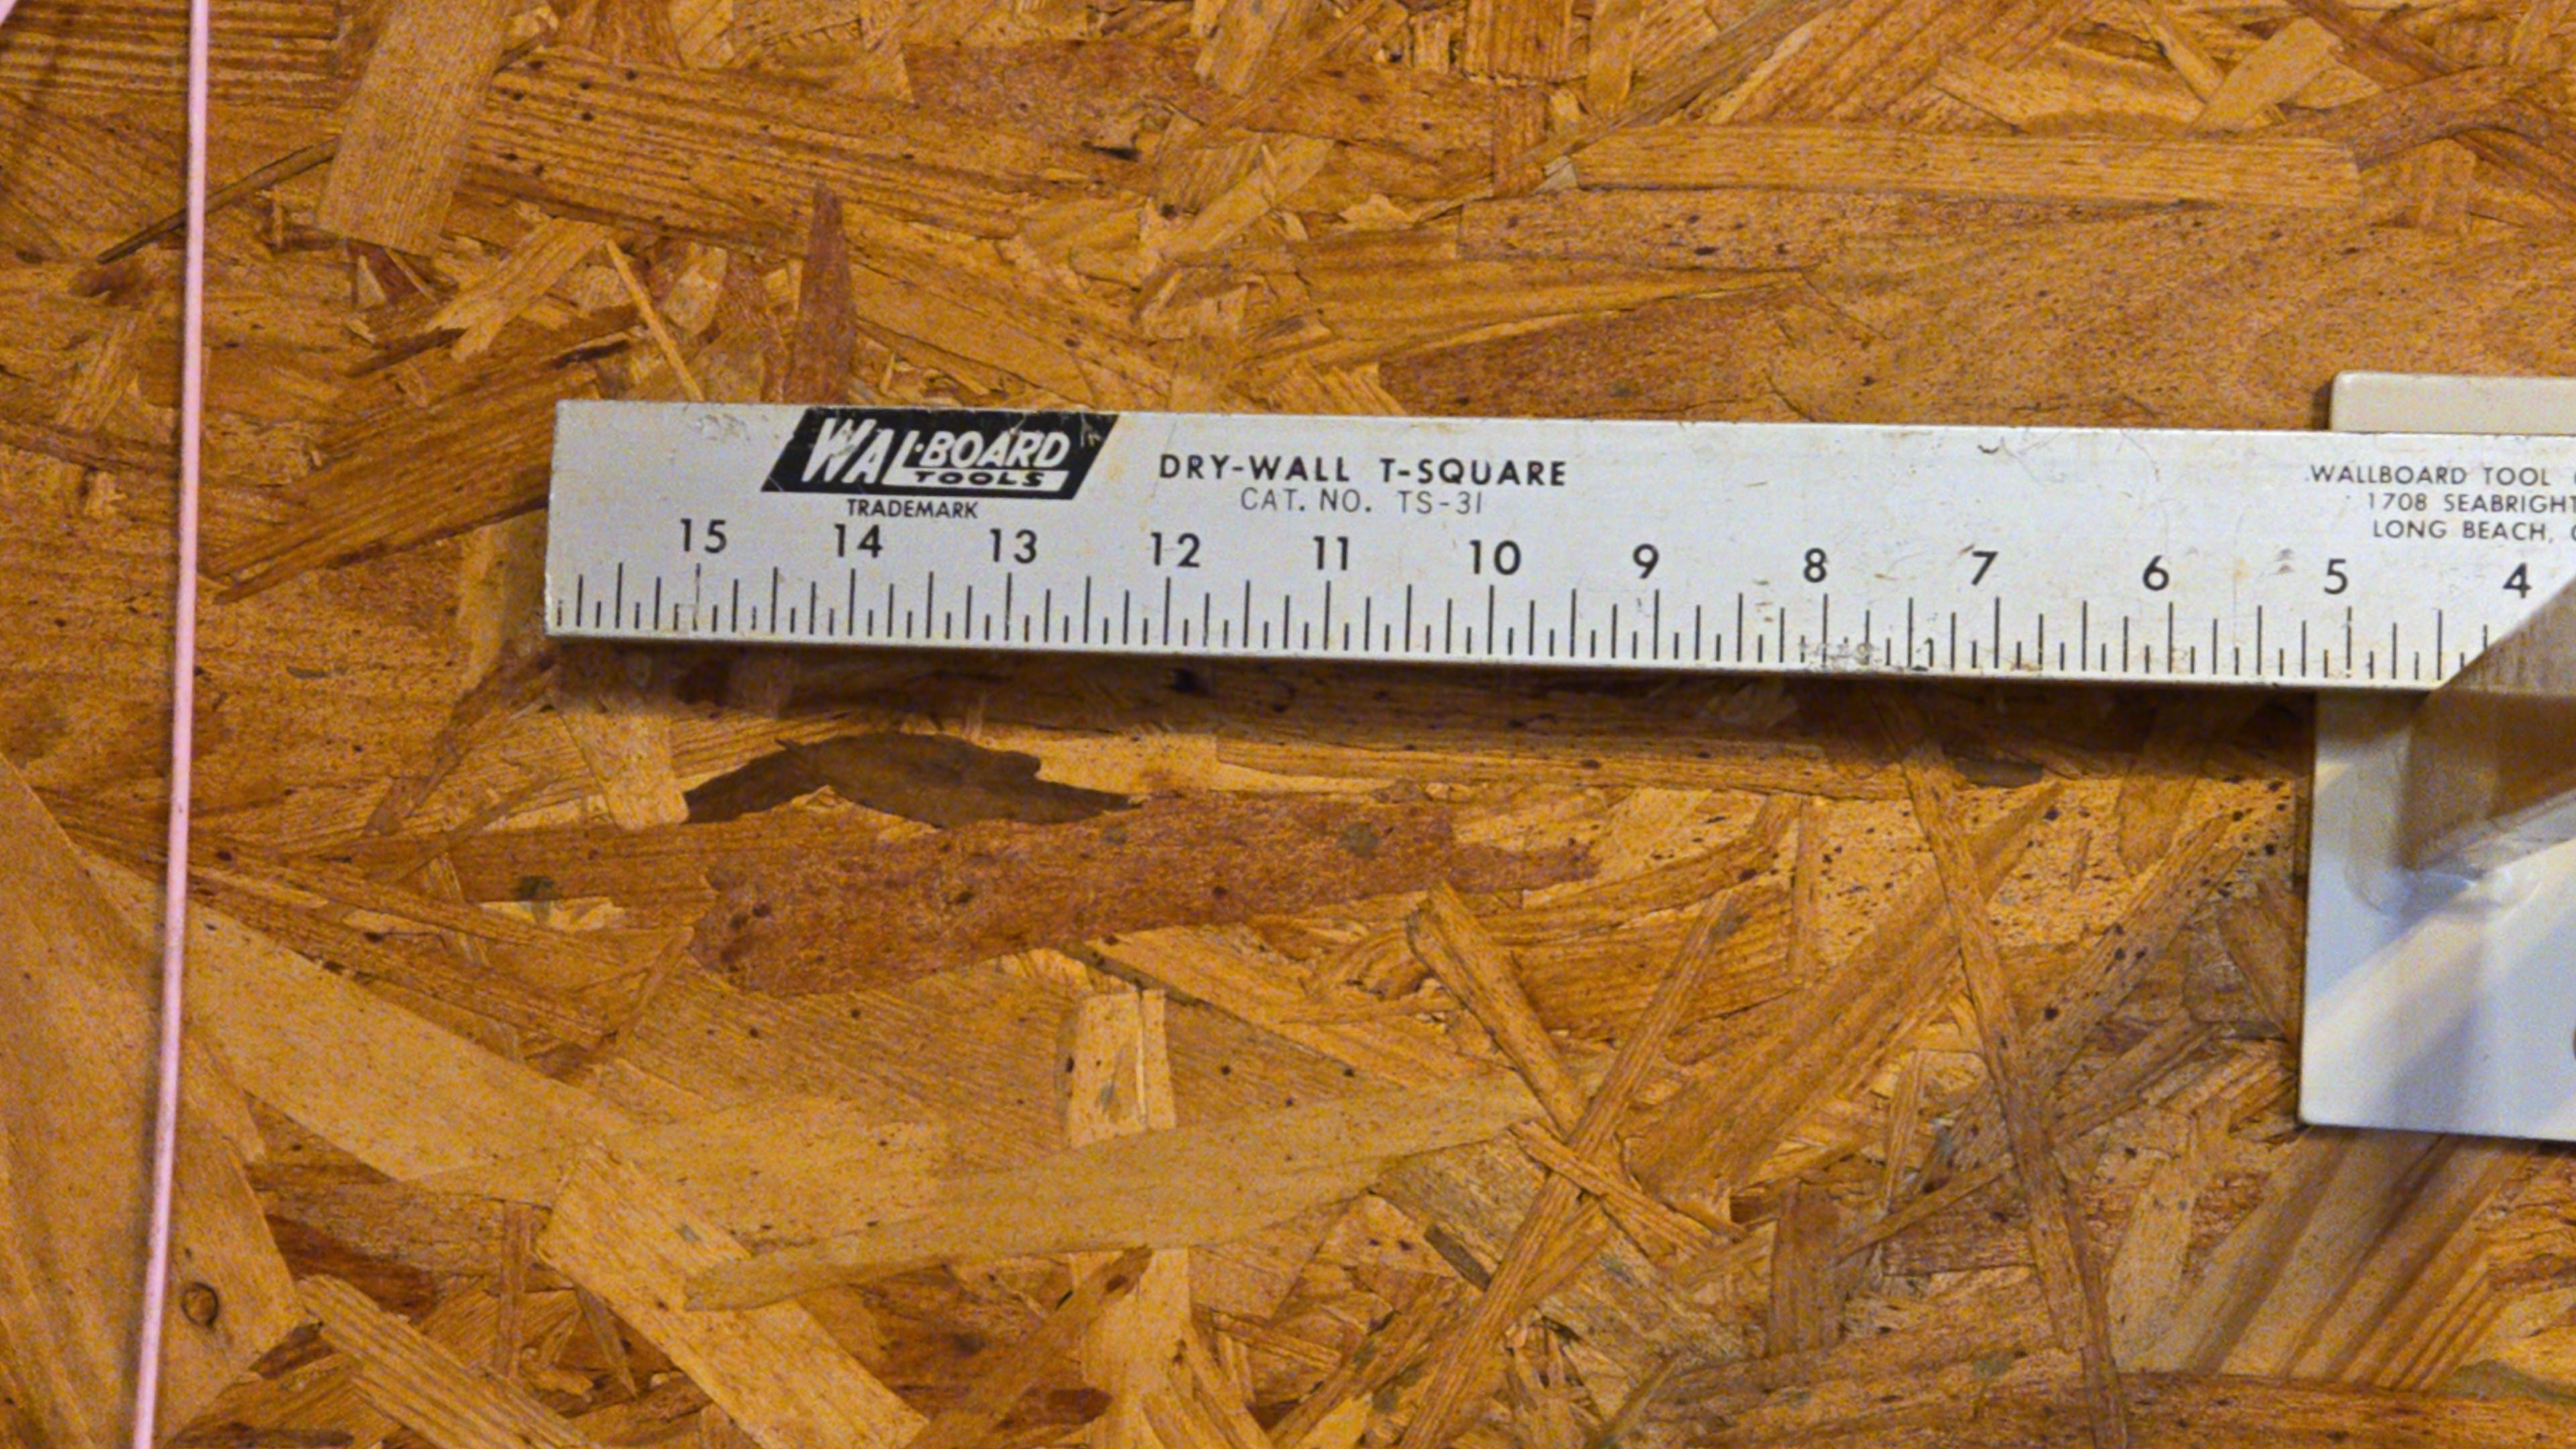 WAL-BOARD
TOOLS
TRADEMARK
DRY-WALL T-SQUARE
CAT. NO. TS-31
WALLBOARD TOOL
1708 SEABRIGHT
LONG BEACH,
15 14 13 12 11 10 9 8 7 6 5 4